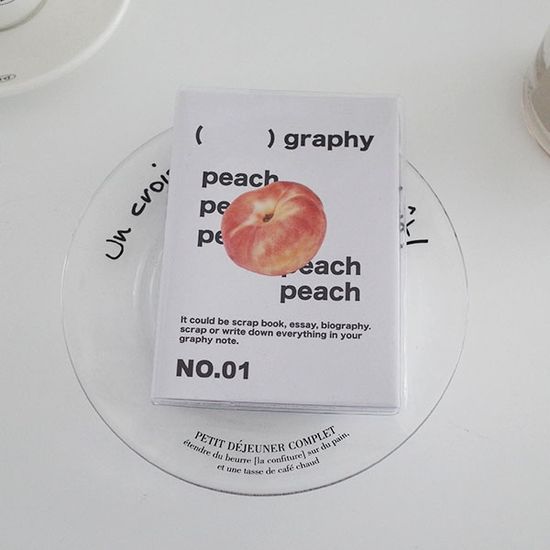 ( ) graphy
peach
pe
pe
peach
peach
It could be scrap book, essay, biography.
scrap or write down everything in your
graphy note.
NO.01
Un croi
PETIT DÉJEUNER COMPLET
étendre du beurre [la confiture] sur du pain,
et une tasse de café chaud